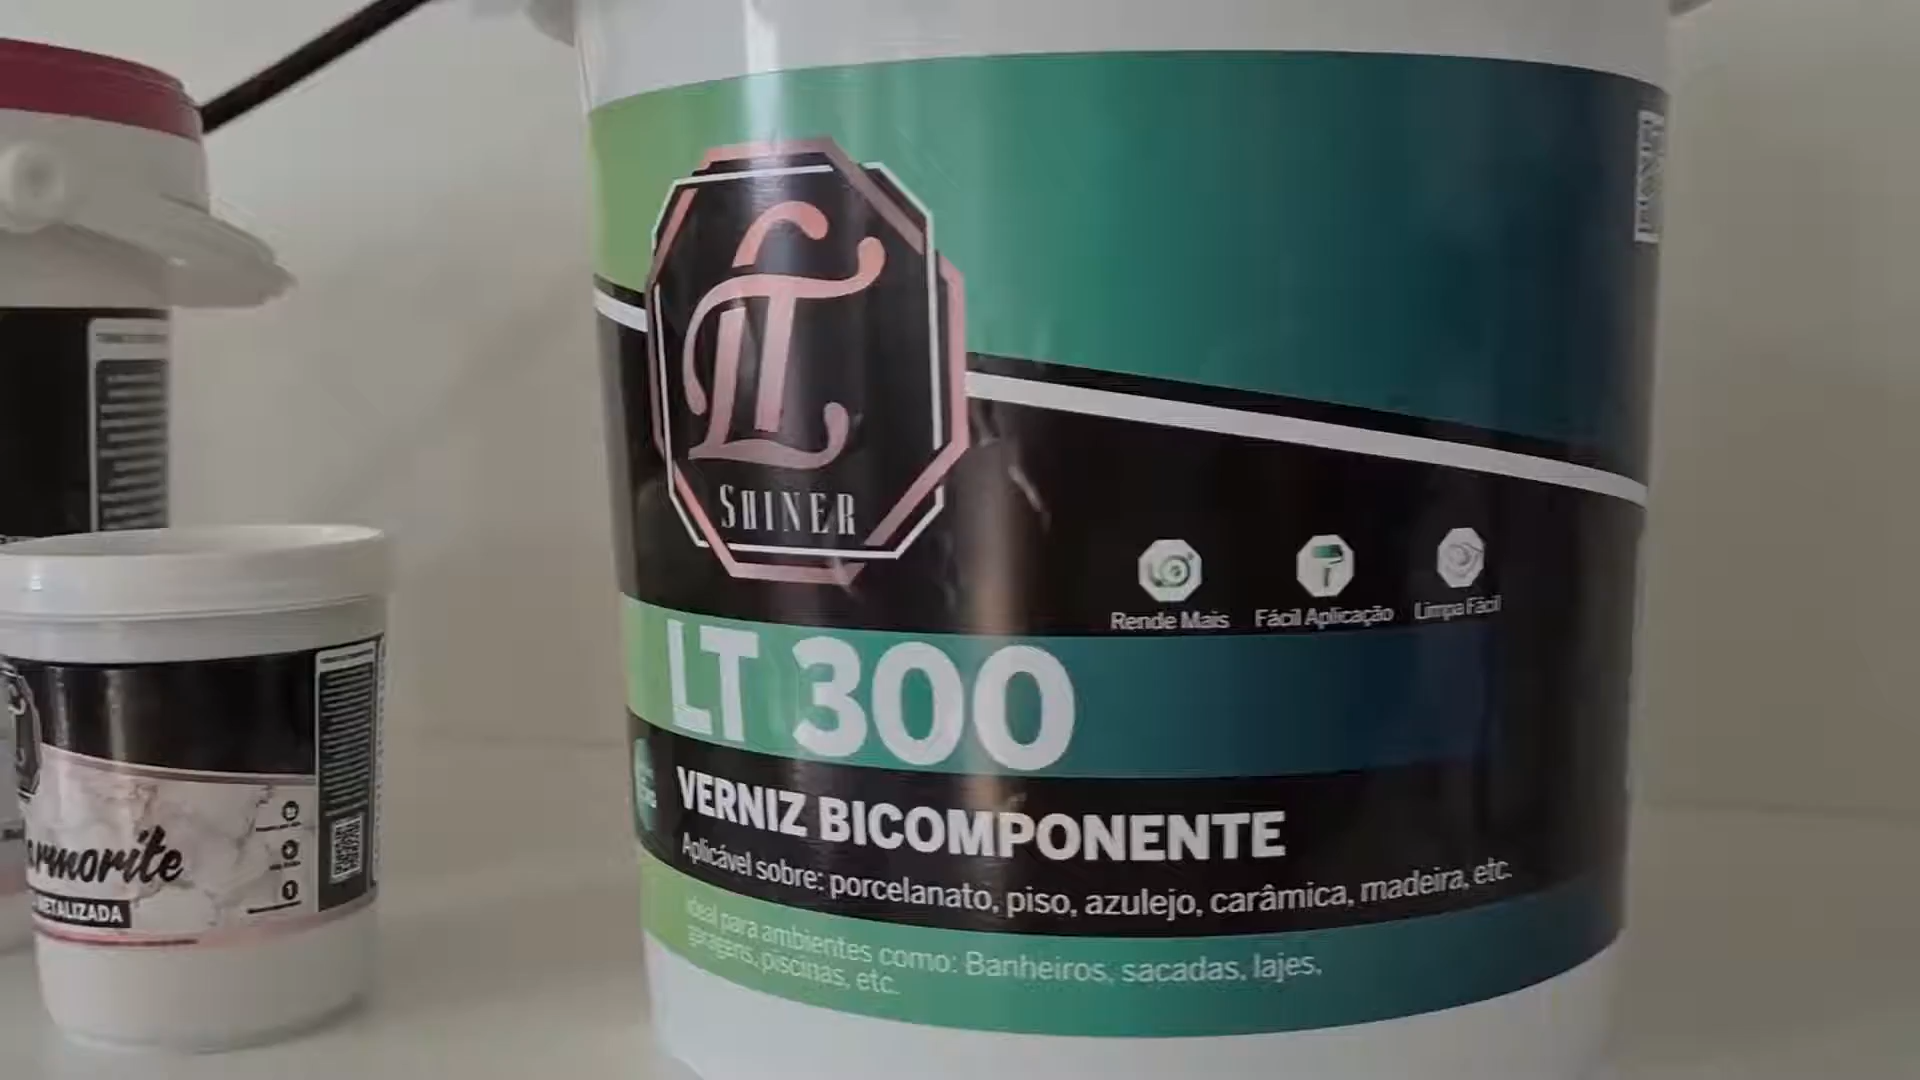 LT
SHINER
Rende Mais
Fácil Aplicação
Limpa Fácil
LT 300
VERNIZ BICOMPONENTE
Aplicável sobre: porcelanato, piso, azulejo, carâmica, madeira, etc.
ideal para ambientes como: Banheiros, sacadas, lajes,
garagens, piscinas, etc.
armorite
METALIZADA